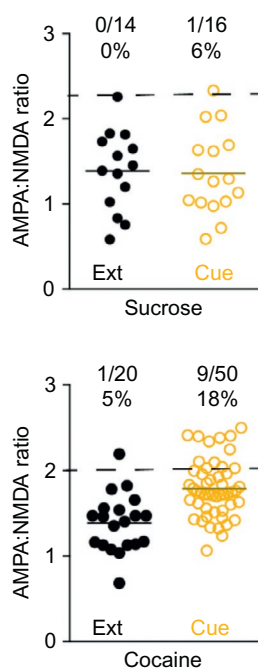 0/14 1/16
0% 6%
3
2
1
0
AMPA:NMDA ratio
Ext Cue
Sucrose
1/20 9/50
5% 18%
3
2
1
0
AMPA:NMDA ratio
Ext Cue
Cocaine